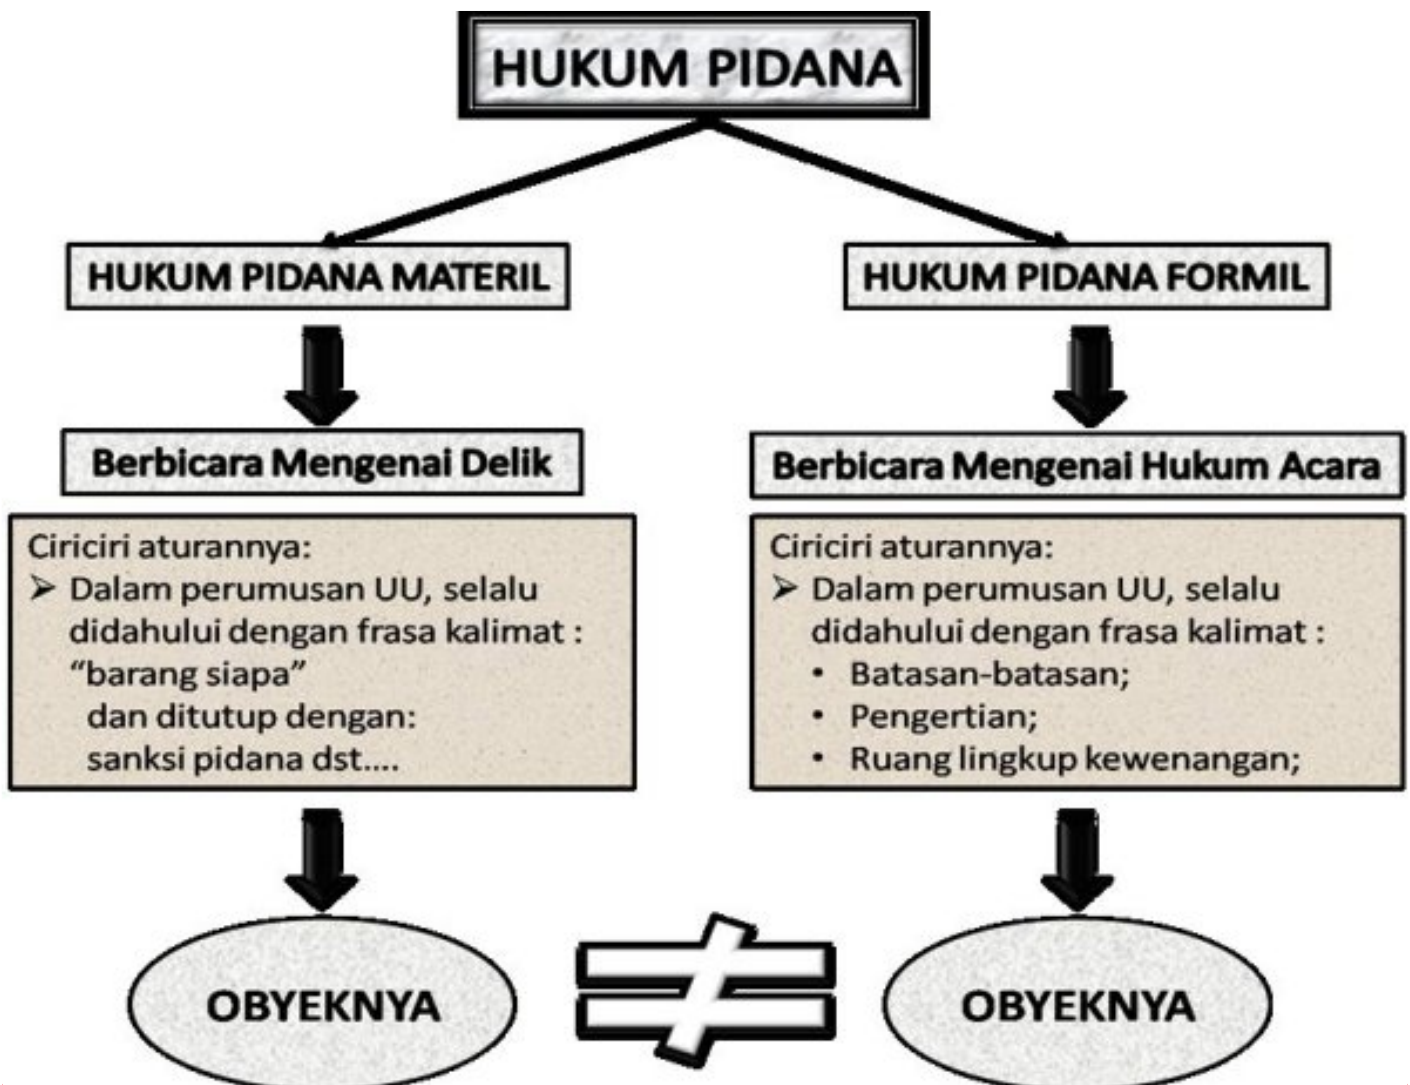 HUKUM PIDANA
HUKUM PIDANA MATERIL
Berbicara Mengenai Delik
Ciriciri aturannya:
➢ Dalam perumusan UU, selalu
didahului dengan frasa kalimat :
“barang siapa”
dan ditutup dengan:
sanksi pidana dst....
OBYEKNYA
≠
HUKUM PIDANA FORMIL
Berbicara Mengenai Hukum Acara
Ciriciri aturannya:
➢ Dalam perumusan UU, selalu
didahului dengan frasa kalimat :
• Batasan-batasan;
• Pengertian;
• Ruang lingkup kewenangan;
OBYEKNYA